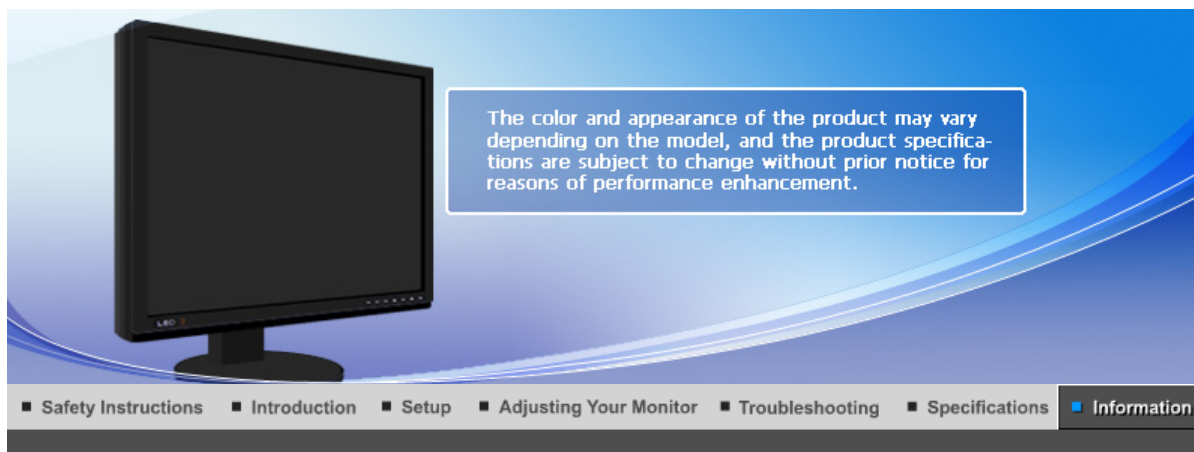 The color and appearance of the product may vary
depending on the model, and the product specifica-
tions are subject to change without prior notice for
reasons of performance enhancement.
Safety Instructions Introduction Setup Adjusting Your Monitor Troubleshooting Specifications Information